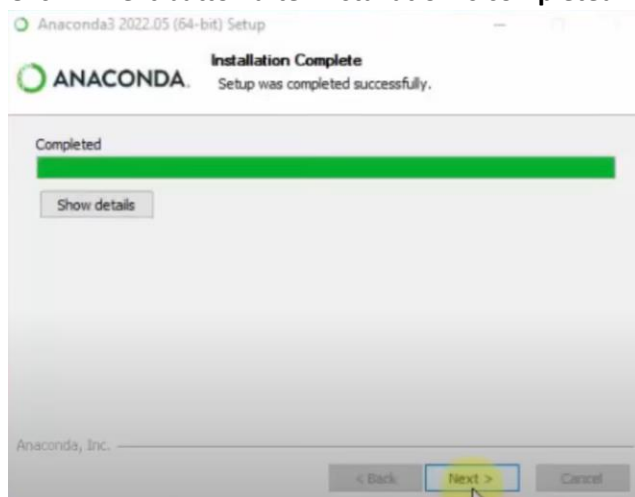 Anaconda3 2022.05 (64-bit) Setup
ANACONDA.
Installation Complete
Setup was completed successfully.
Completed
Show details
Anaconda, Inc.
< Back
Next >
Cancel